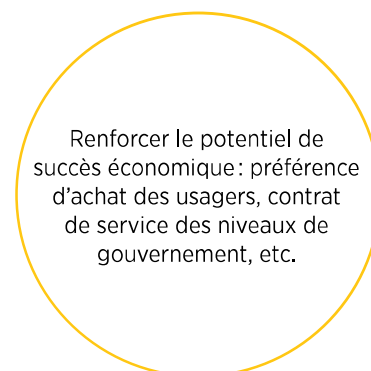 Renforcer le potentiel de
succès économique : préférence
d’achat des usagers, contrat
de service des niveaux de
gouvernement, etc.